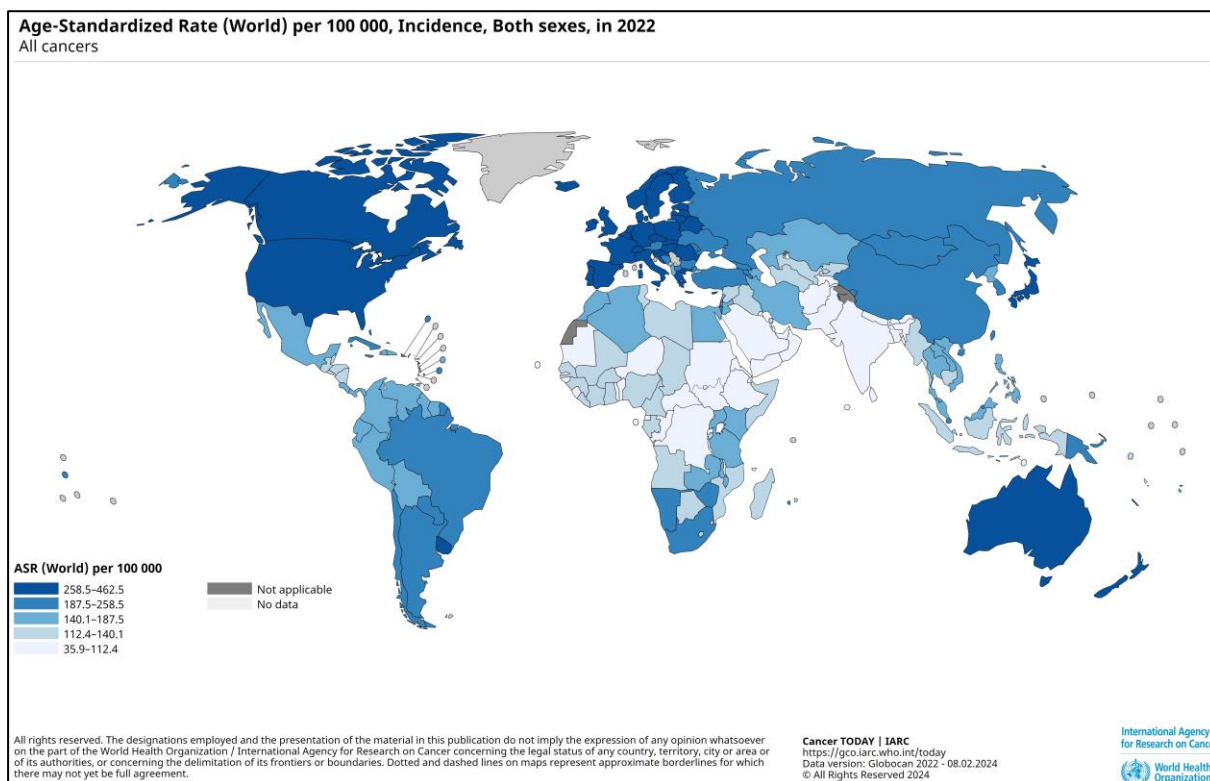 Age-Standardized Rate (World) per 100 000, Incidence, Both sexes, in 2022
All cancers
ASR (World) per 100 000
258.5–462.5
187.5–258.5
140.1–187.5
112.4–140.1
35.9–112.4
Not applicable
No data
All rights reserved. The designations employed and the presentation of the material in this publication do not imply the expression of any opinion whatsoever
on the part of the World Health Organization / International Agency for Research on Cancer concerning the legal status of any country, territory, city or area or
of its authorities, or concerning the delimitation of its frontiers or boundaries. Dotted and dashed lines on maps represent approximate borderlines for which
there may not yet be full agreement.
Cancer TODAY | IARC
https://gco.iarc.who.int/today
Data version: Globocan 2022 - 08.02.2024
© All Rights Reserved 2024
International Agency
for Research on Canc
World Health
Organization